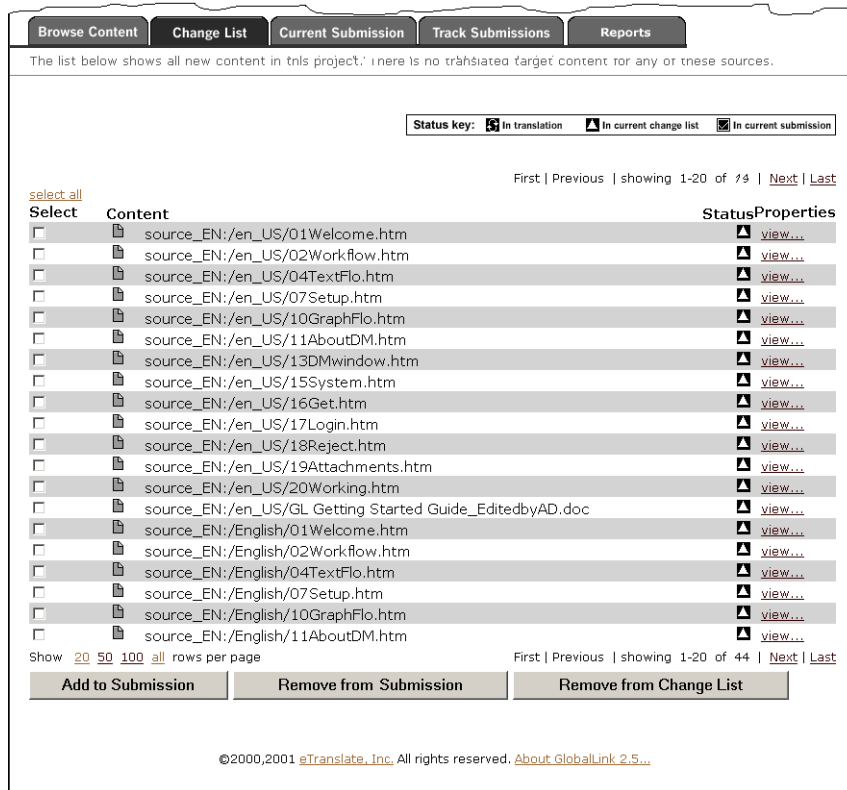 Browse Content Change List Current Submission Track Submissions Reports
The list below shows all new content in this project. There is no translated target content for any of these sources.
Status key: In translation In current change list In current submission
First | Previous | showing 1-20 of | Next | Last
select all
Select Content Status Properties
source_EN:/en_US/01Welcome.htm view...
source_EN:/en_US/02Workflow.htm view...
source_EN:/en_US/04TextFlo.htm view...
source_EN:/en_US/07Setup.htm view...
source_EN:/en_US/10GraphFlo.htm view...
source_EN:/en_US/11AboutDM.htm view...
source_EN:/en_US/13DMwindow.htm view...
source_EN:/en_US/15System.htm view...
source_EN:/en_US/16Get.htm view...
source_EN:/en_US/17Login.htm view...
source_EN:/en_US/18Reject.htm view...
source_EN:/en_US/19Attachments.htm view...
source_EN:/en_US/20Working.htm view...
source_EN:/en_US/GL Getting Started Guide_EditedbyAD.doc view...
source_EN:/English/01Welcome.htm view...
source_EN:/English/02Workflow.htm view...
source_EN:/English/04TextFlo.htm view...
source_EN:/English/07Setup.htm view...
source_EN:/English/10GraphFlo.htm view...
source_EN:/English/11AboutDM.htm view...
Show 20 50 100 all rows per page First | Previous | showing 1-20 of 44 | Next | Last
Add to Submission Remove from Submission Remove from Change List
©2000,2001 eTranslate, Inc. All rights reserved. About GlobalLink 2.5...